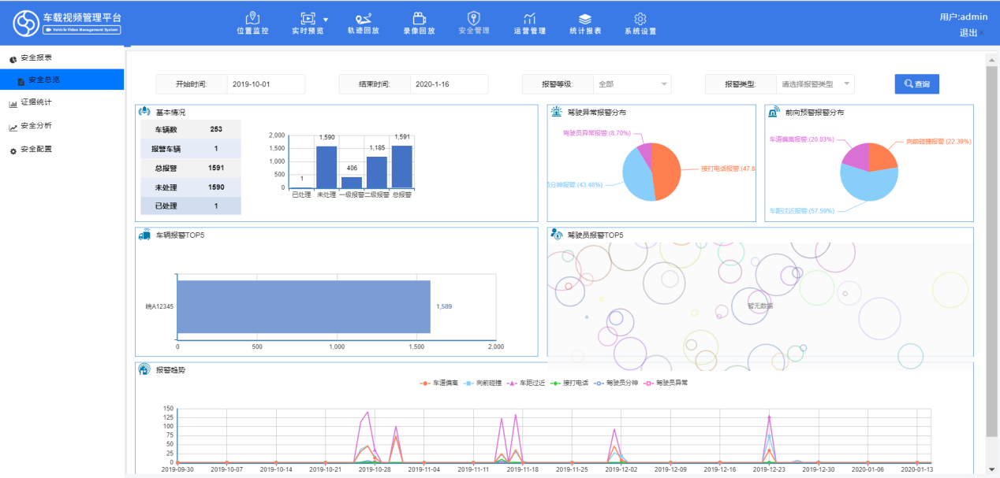 车载视频管理平台
Vehicle Video Management System
位置监控
实时预览
轨迹回放
录像回放
安全管理
运营管理
统计报表
系统设置
用户:admin
退出
安全报表
安全总览
证据统计
安全分析
安全配置
开始时间: 2019-10-01
结束时间: 2020-1-16
报警等级: 全部
报警类型: 请选择报警类型
查询
基本情况
车辆数 253
报警车辆 1
总报警 1591
未处理 1590
已处理 1
2,000
1,500
1,000
500
0
1
1,590
406
1,185
1,591
已处理 未处理 一级报警 二级报警 总报警
驾驶异常报警分布
驾驶员异常报警:(8.70%)
接打电话报警:(47.8
员分神报警:(43.48%)
前向预警报警分布
车道偏离报警:(20.03%)
向前碰撞报警:(22.39%)
车距过近报警:(57.59%)
车辆报警TOP5
皖A12345
1,589
0 500 1,000 1,500 2,000
驾驶员报警TOP5
暂无数据
报警趋势
车道偏离 向前碰撞 车距过近 接打电话 驾驶员分神 驾驶员异常
150
125
100
75
50
25
0
2019-09-30 2019-10-07 2019-10-14 2019-10-21 2019-10-28 2019-11-04 2019-11-11 2019-11-18 2019-11-25 2019-12-02 2019-12-09 2019-12-16 2019-12-23 2019-12-30 2020-01-06 2020-01-13